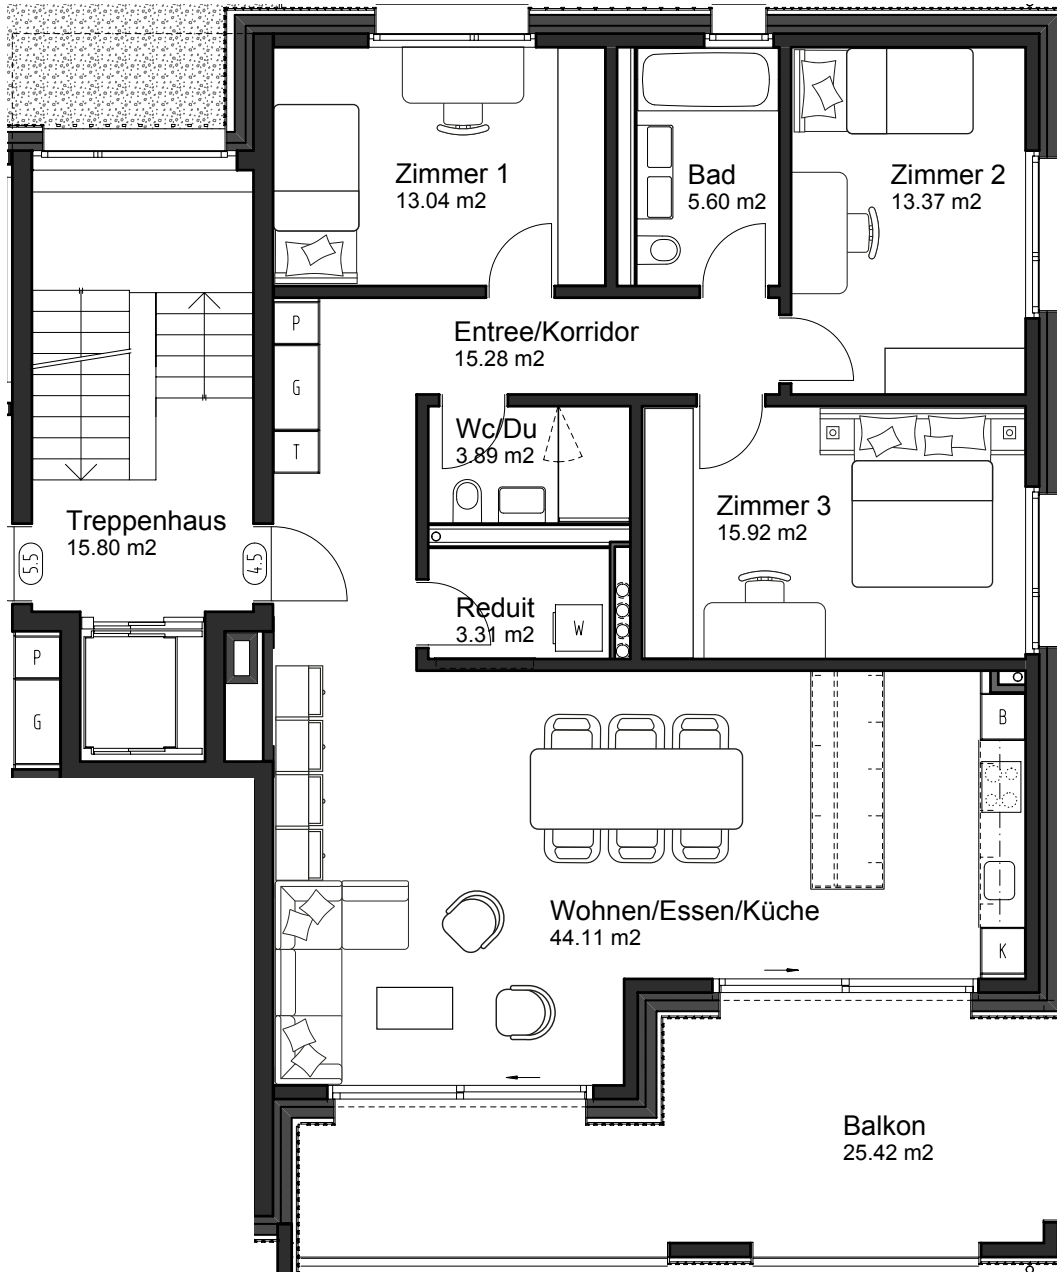 Zimmer 1
13.04 m2
Bad
5.60 m2
Zimmer 2
13.37 m2
P
G
T
Entree/Korridor
15.28 m2
Wc/Du
3.89 m2
Zimmer 3
15.92 m2
Treppenhaus
15.80 m2
5.5
4.5
Reduit
3.31 m2
W
P
G
B
Wohnen/Essen/Küche
44.11 m2
K
Balkon
25.42 m2